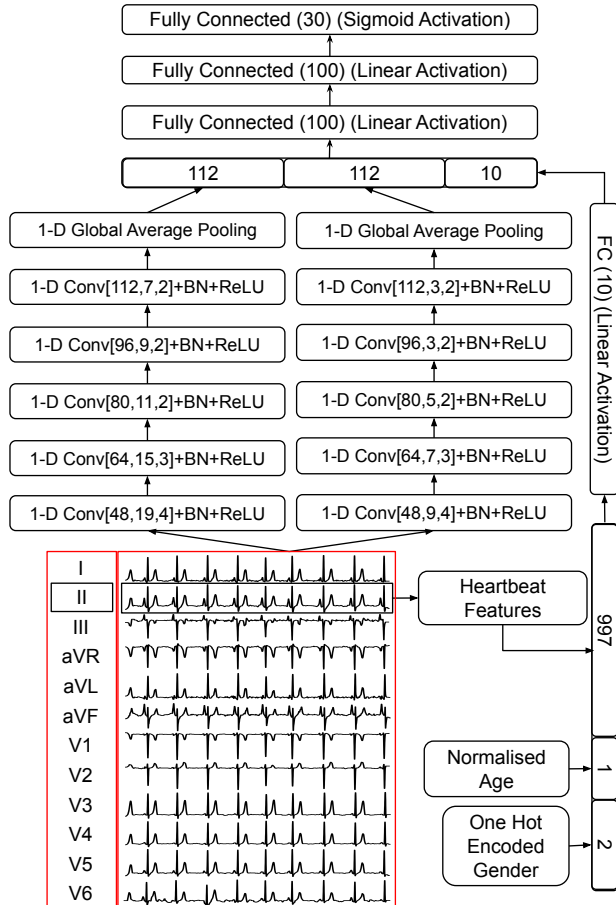 Fully Connected (30) (Sigmoid Activation)
Fully Connected (100) (Linear Activation)
Fully Connected (100) (Linear Activation)
112
112
10
1-D Global Average Pooling
1-D Conv[112,7,2]+BN+ReLU
1-D Conv[96,9,2]+BN+ReLU
1-D Conv[80,11,2]+BN+ReLU
1-D Conv[64,15,3]+BN+ReLU
1-D Conv[48,19,4]+BN+ReLU
1-D Global Average Pooling
1-D Conv[112,3,2]+BN+ReLU
1-D Conv[96,3,2]+BN+ReLU
1-D Conv[80,5,2]+BN+ReLU
1-D Conv[64,7,3]+BN+ReLU
1-D Conv[48,9,4]+BN+ReLU
FC (10) (Linear Activation)
I
II
III
aVR
aVL
aVF
V1
V2
V3
V4
V5
V6
Heartbeat
Features
997
Normalised
Age
1
One Hot
Encoded
Gender
2